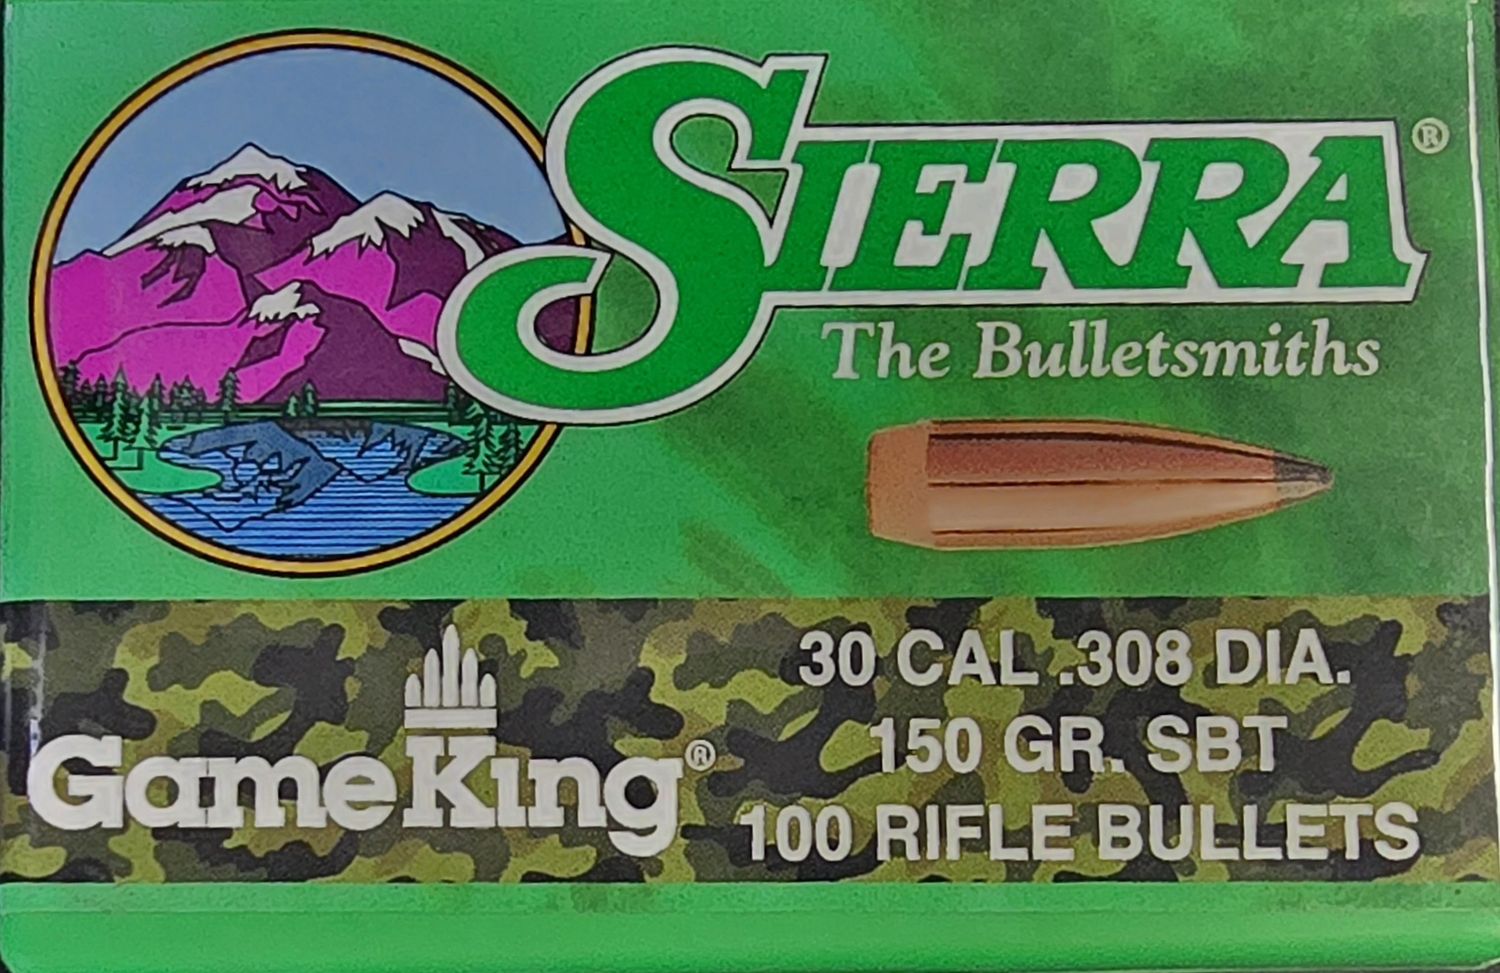 SIERRA®
The Bulletsmiths
30 CAL .308 DIA.
150 GR. SBT
100 RIFLE BULLETS
GameKing®